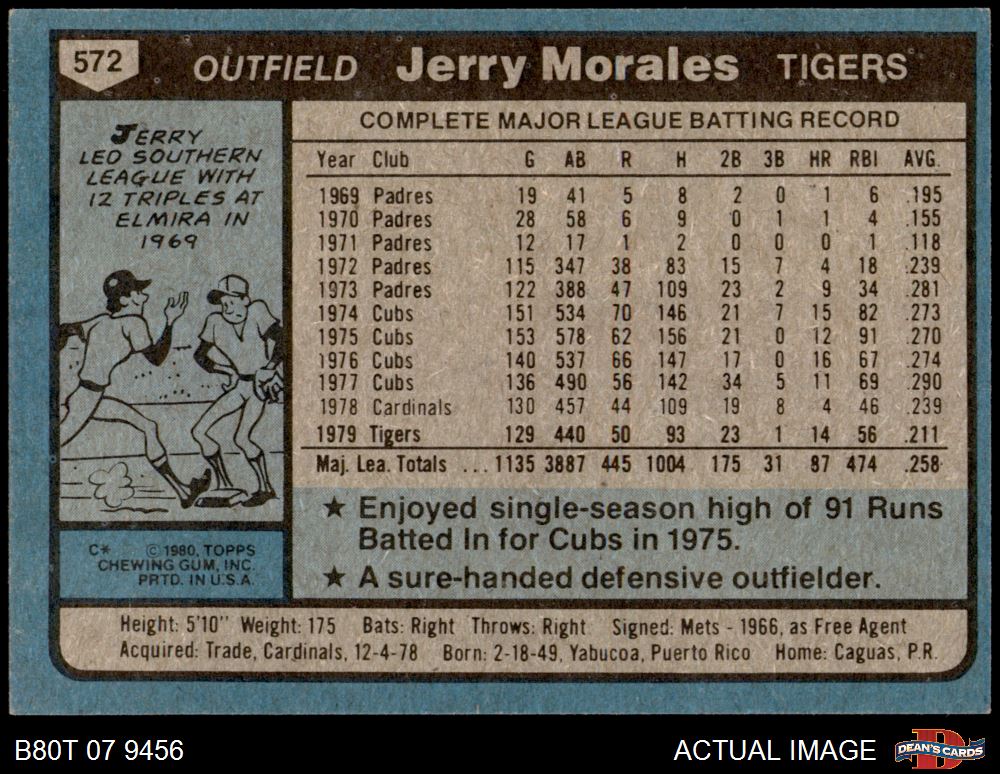 572 OUTFIELD Jerry Morales TIGERS
JERRY
LED SOUTHERN
LEAGUE WITH
12 TRIPLES AT
ELMIRA IN
1969
C* © 1980, TOPPS
CHEWING GUM, INC.
PRTD. IN U.S.A.
COMPLETE MAJOR LEAGUE BATTING RECORD
Year Club G AB R H 2B 3B HR RBI AVG.
1969 Padres 19 41 5 8 2 0 1 6 .195
1970 Padres 28 58 6 9 0 1 1 4 .155
1971 Padres 12 17 1 2 0 0 0 1 .118
1972 Padres 115 347 38 83 15 7 4 18 .239
1973 Padres 122 388 47 109 23 2 9 34 .281
1974 Cubs 151 534 70 146 21 7 15 82 .273
1975 Cubs 153 578 62 156 21 0 12 91 .270
1976 Cubs 140 537 66 147 17 0 16 67 .274
1977 Cubs 136 490 56 142 34 5 11 69 .290
1978 Cardinals 130 457 44 109 19 8 4 46 .239
1979 Tigers 129 440 50 93 23 1 14 56 .211
Maj. Lea. Totals ... 1135 3887 445 1004 175 31 87 474 .258
★ Enjoyed single-season high of 91 Runs
Batted In for Cubs in 1975.
★ A sure-handed defensive outfielder.
Height: 5'10" Weight: 175 Bats: Right Throws: Right Signed: Mets - 1966, as Free Agent
Acquired: Trade, Cardinals, 12-4-78 Born: 2-18-49, Yabucoa, Puerto Rico Home: Caguas, P.R.
B80T 07 9456 ACTUAL IMAGE DEAN'S CARDS